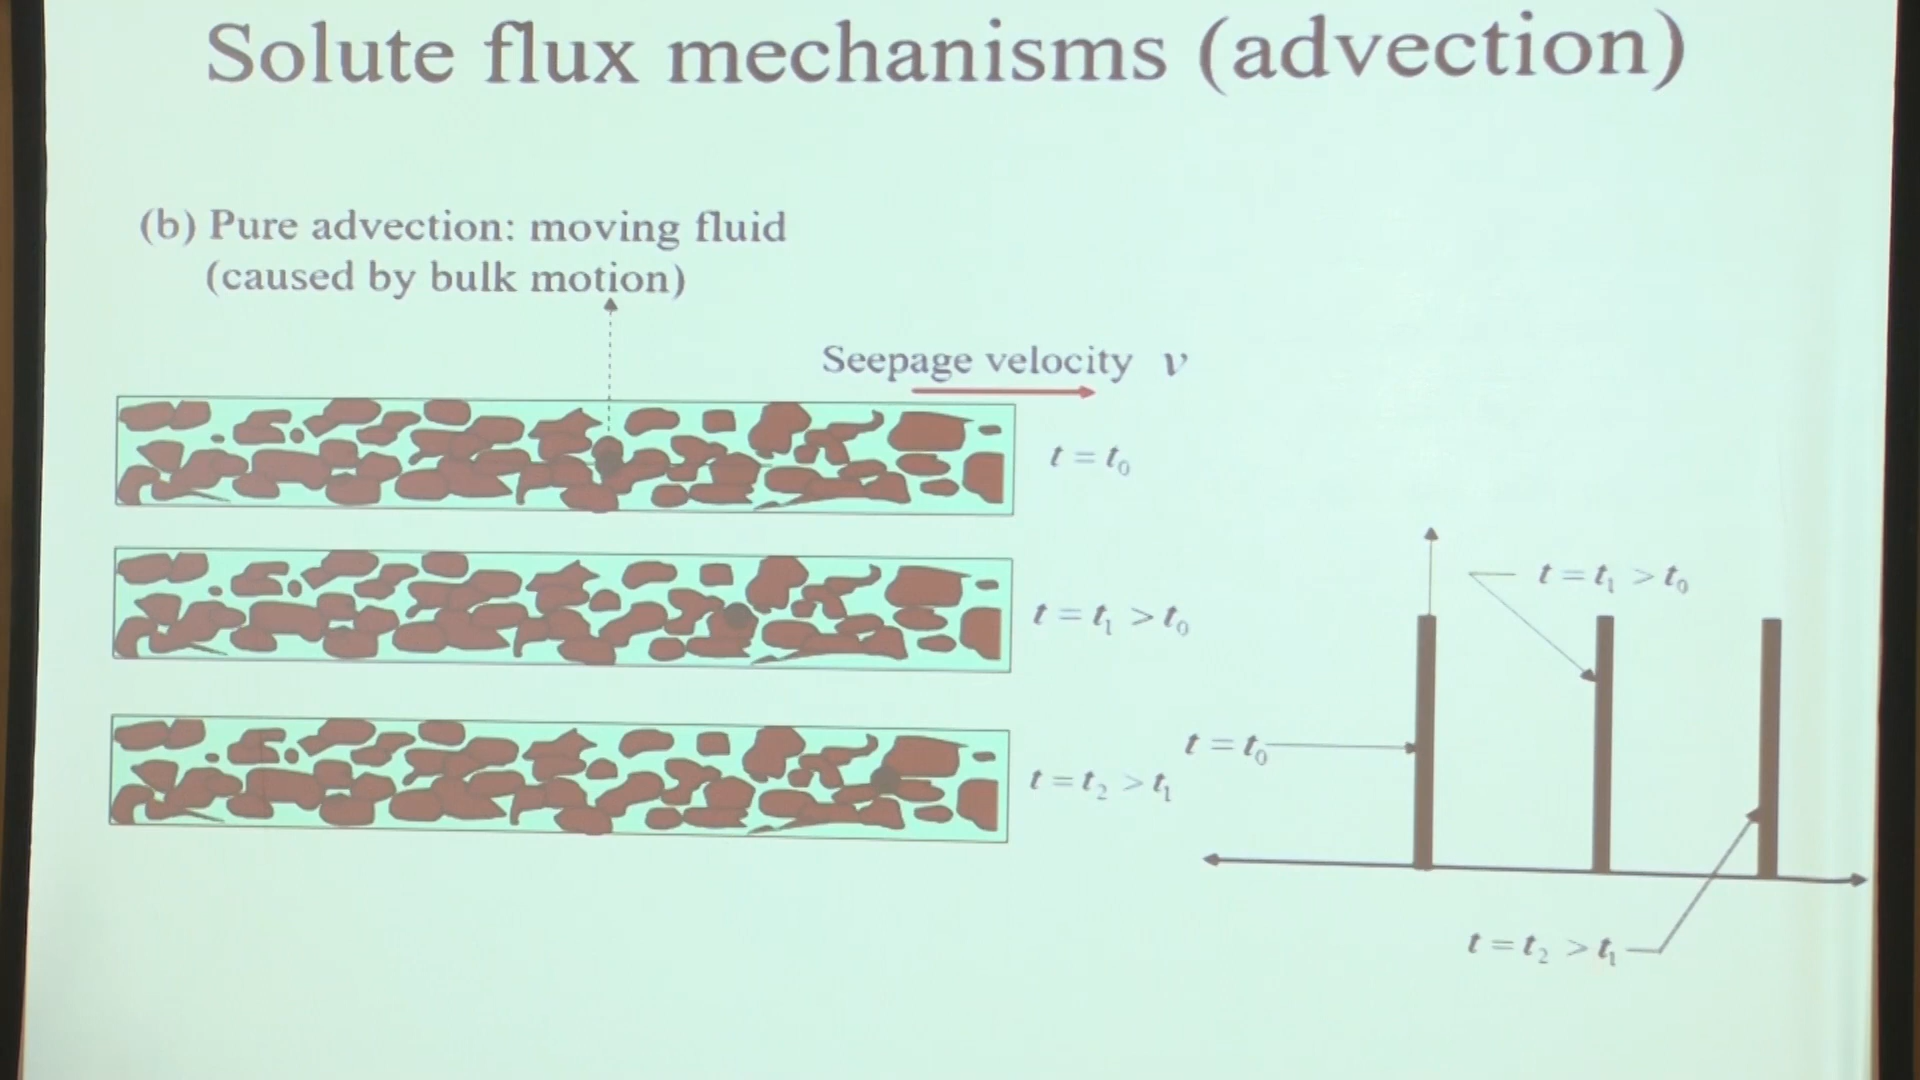 Solute flux mechanisms (advection)
(b) Pure advection: moving fluid
(caused by bulk motion)
Seepage velocity v
t = t₀
t = t₁ > t₀
t = t₂ > t₁
t = t₁ > t₀
t = t₀
t = t₂ > t₁